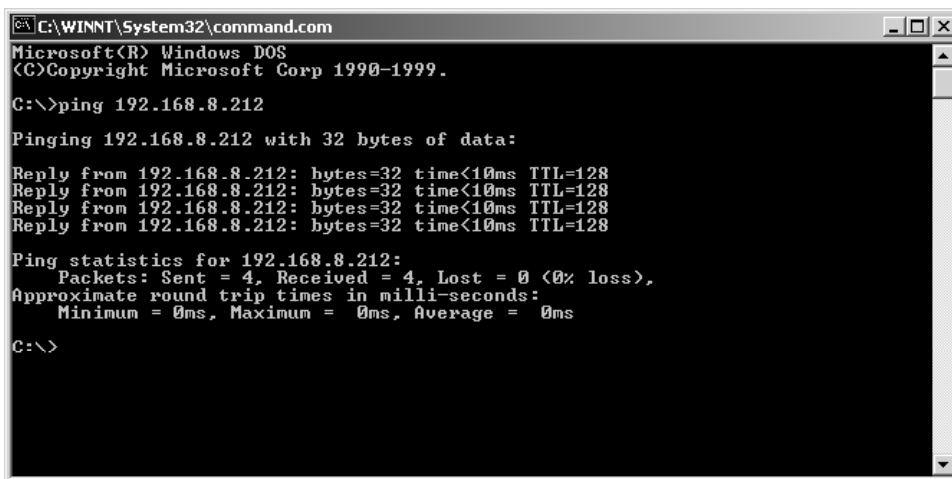 C:\WINNT\System32\command.com
Microsoft(R) Windows DOS
(C)Copyright Microsoft Corp 1990-1999.
C:\>ping 192.168.8.212
Pinging 192.168.8.212 with 32 bytes of data:
Reply from 192.168.8.212: bytes=32 time<10ms TTL=128
Reply from 192.168.8.212: bytes=32 time<10ms TTL=128
Reply from 192.168.8.212: bytes=32 time<10ms TTL=128
Reply from 192.168.8.212: bytes=32 time<10ms TTL=128
Ping statistics for 192.168.8.212:
    Packets: Sent = 4, Received = 4, Lost = 0 (0% loss),
Approximate round trip times in milli-seconds:
    Minimum = 0ms, Maximum =  0ms, Average =  0ms
C:\>